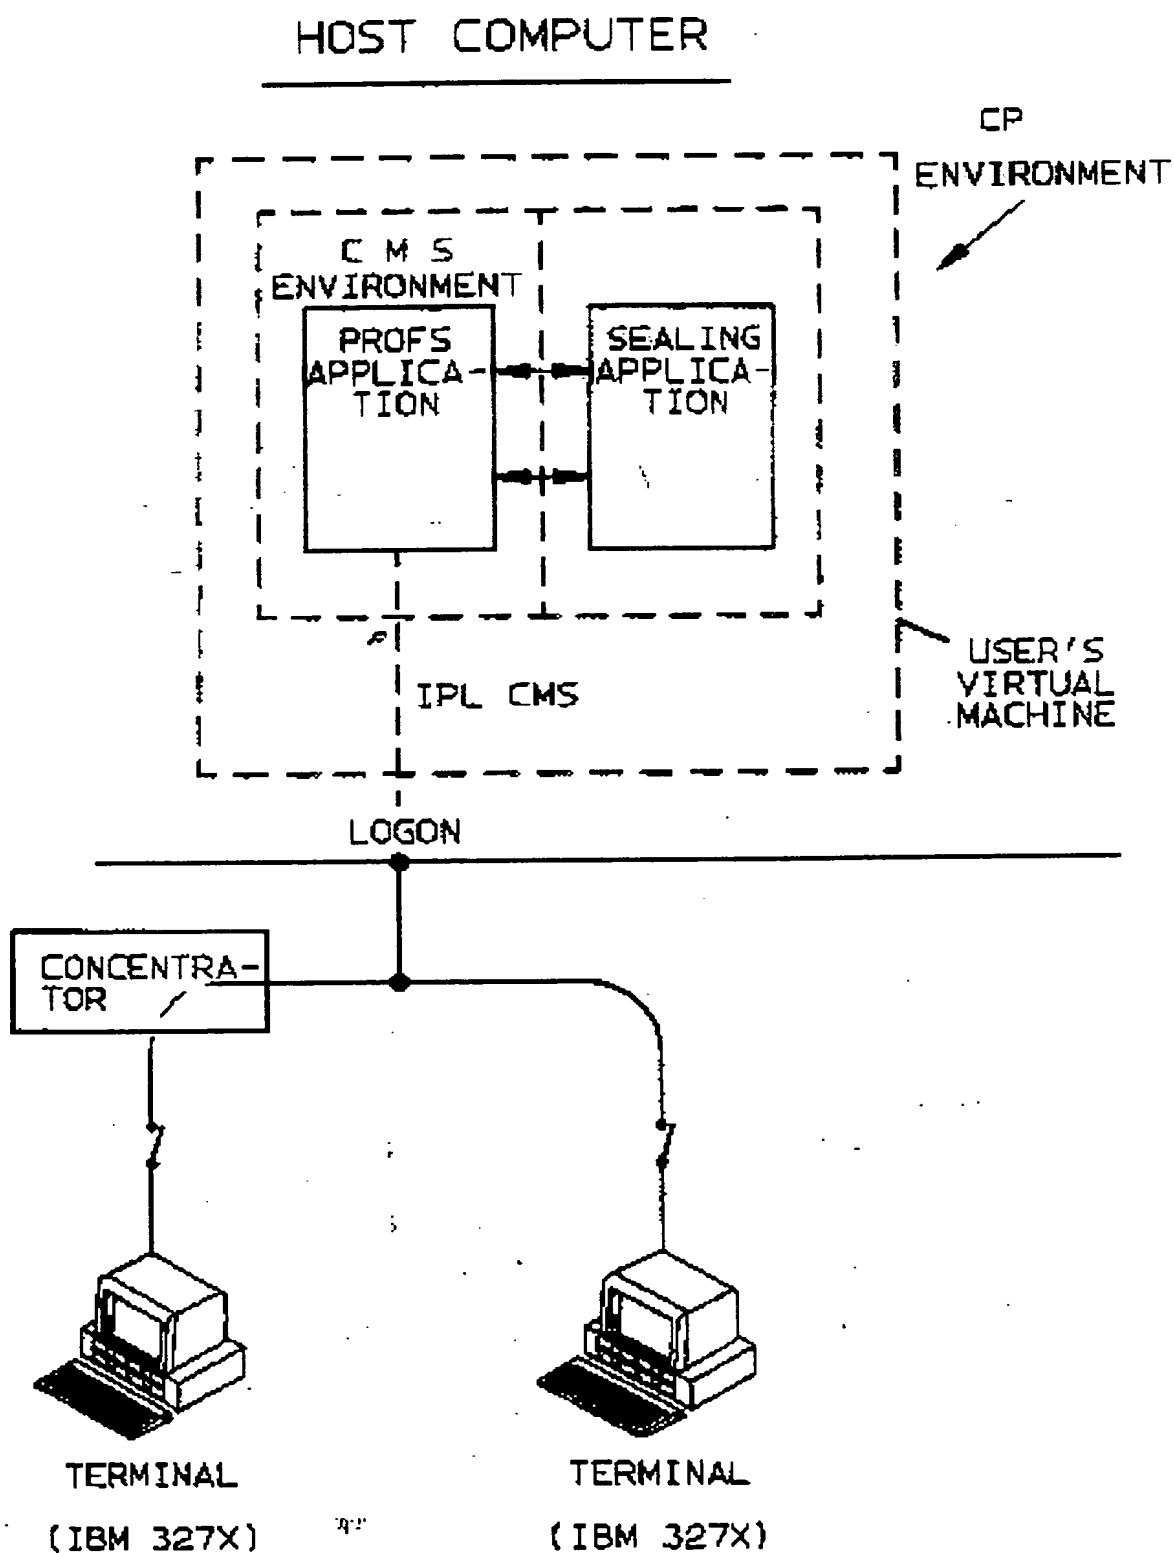 HOST COMPUTER
CP
ENVIRONMENT
C M S
ENVIRONMENT
PROFS
APPLICA-
TION
SEALING
APPLICA-
TION
USER'S
VIRTUAL
MACHINE
IPL CMS
LOGON
CONCENTRA-
TOR
TERMINAL
(IBM 327X)
TERMINAL
(IBM 327X)